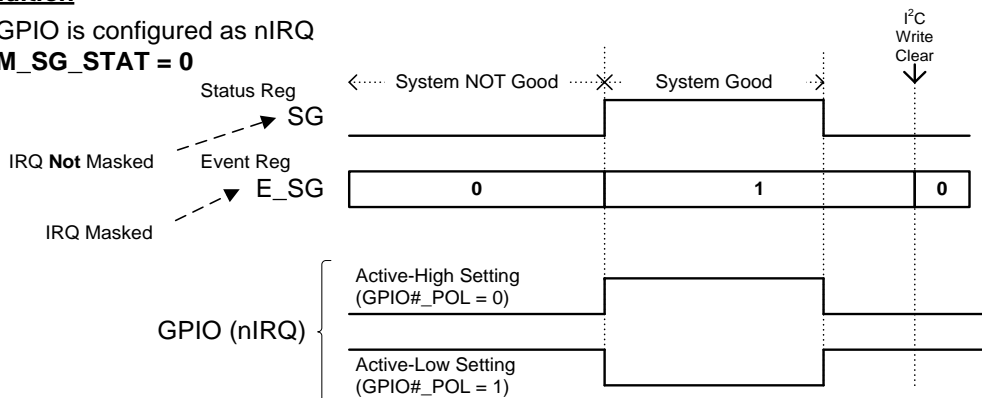 GPIO is configured as nIRQ
M_SG_STAT = 0
I²C
Write
Clear
System NOT Good
System Good
Status Reg
SG
IRQ Not Masked
Event Reg
E_SG
0
1
0
IRQ Masked
Active-High Setting
(GPIO#_POL = 0)
GPIO (nIRQ)
Active-Low Setting
(GPIO#_POL = 1)